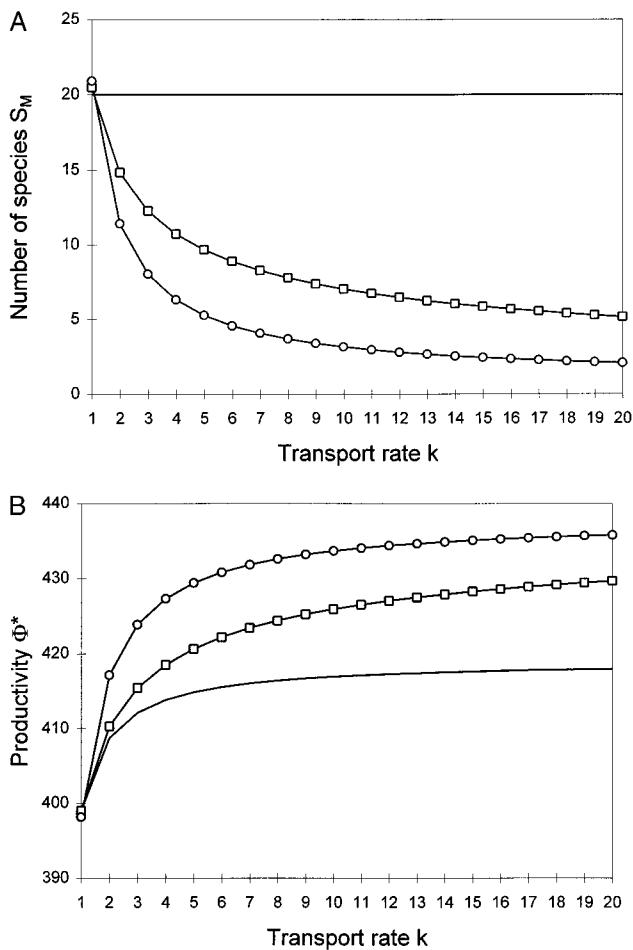 A
25
20
15
10
5
0
Number of species S_M
1 2 3 4 5 6 7 8 9 10 11 12 13 14 15 16 17 18 19 20
Transport rate k
B
440
430
420
410
400
390
Productivity Φ*
1 2 3 4 5 6 7 8 9 10 11 12 13 14 15 16 17 18 19 20
Transport rate k